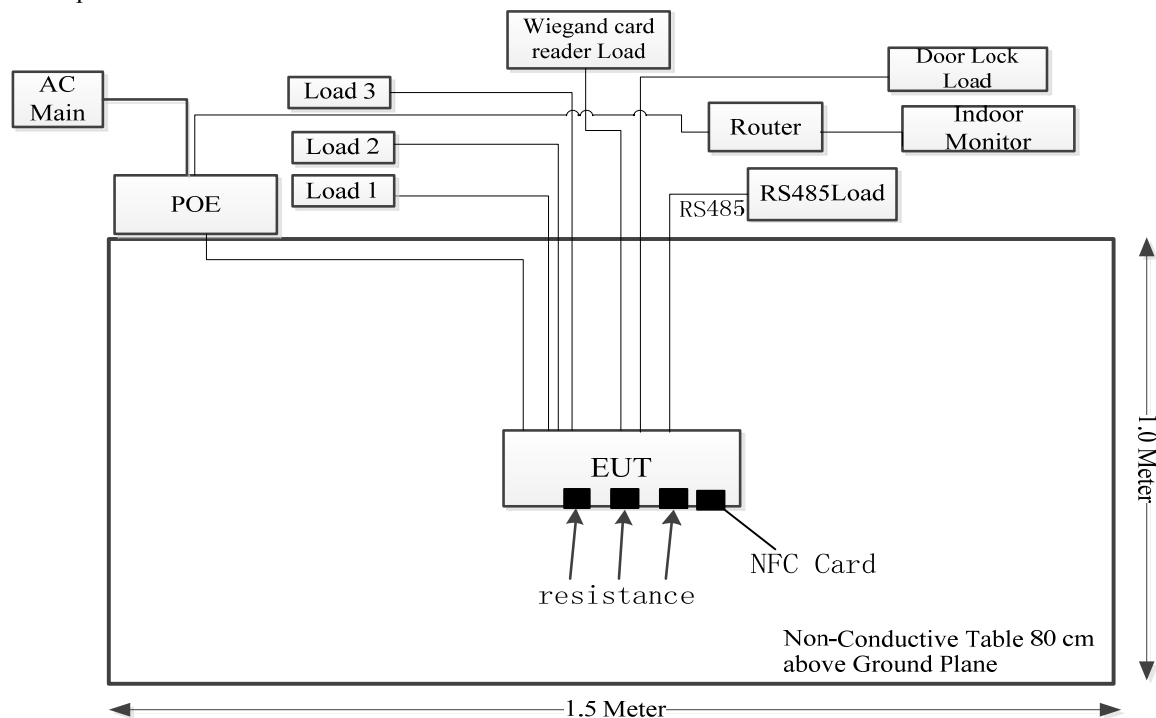 Wiegand card
reader Load
Door Lock
Load
AC
Main
Load 3
Router
Indoor
Monitor
Load 2
Load 1
POE
RS485
RS485Load
EUT
NFC Card
resistance
Non-Conductive Table 80 cm
above Ground Plane
1.0 Meter
1.5 Meter